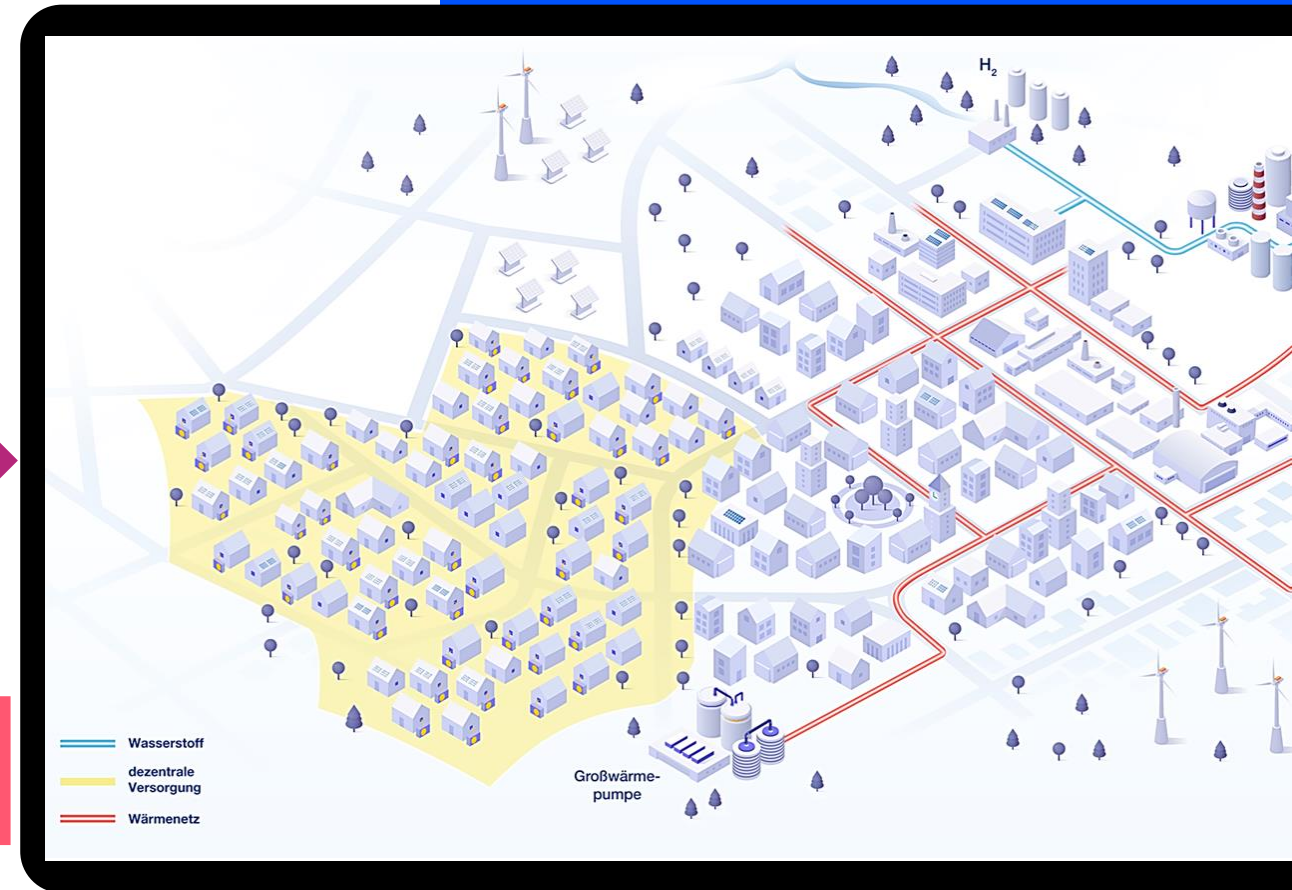 H₂
Wasserstoff
dezentrale
Versorgung
Wärmenetz
Großwärme-
pumpe